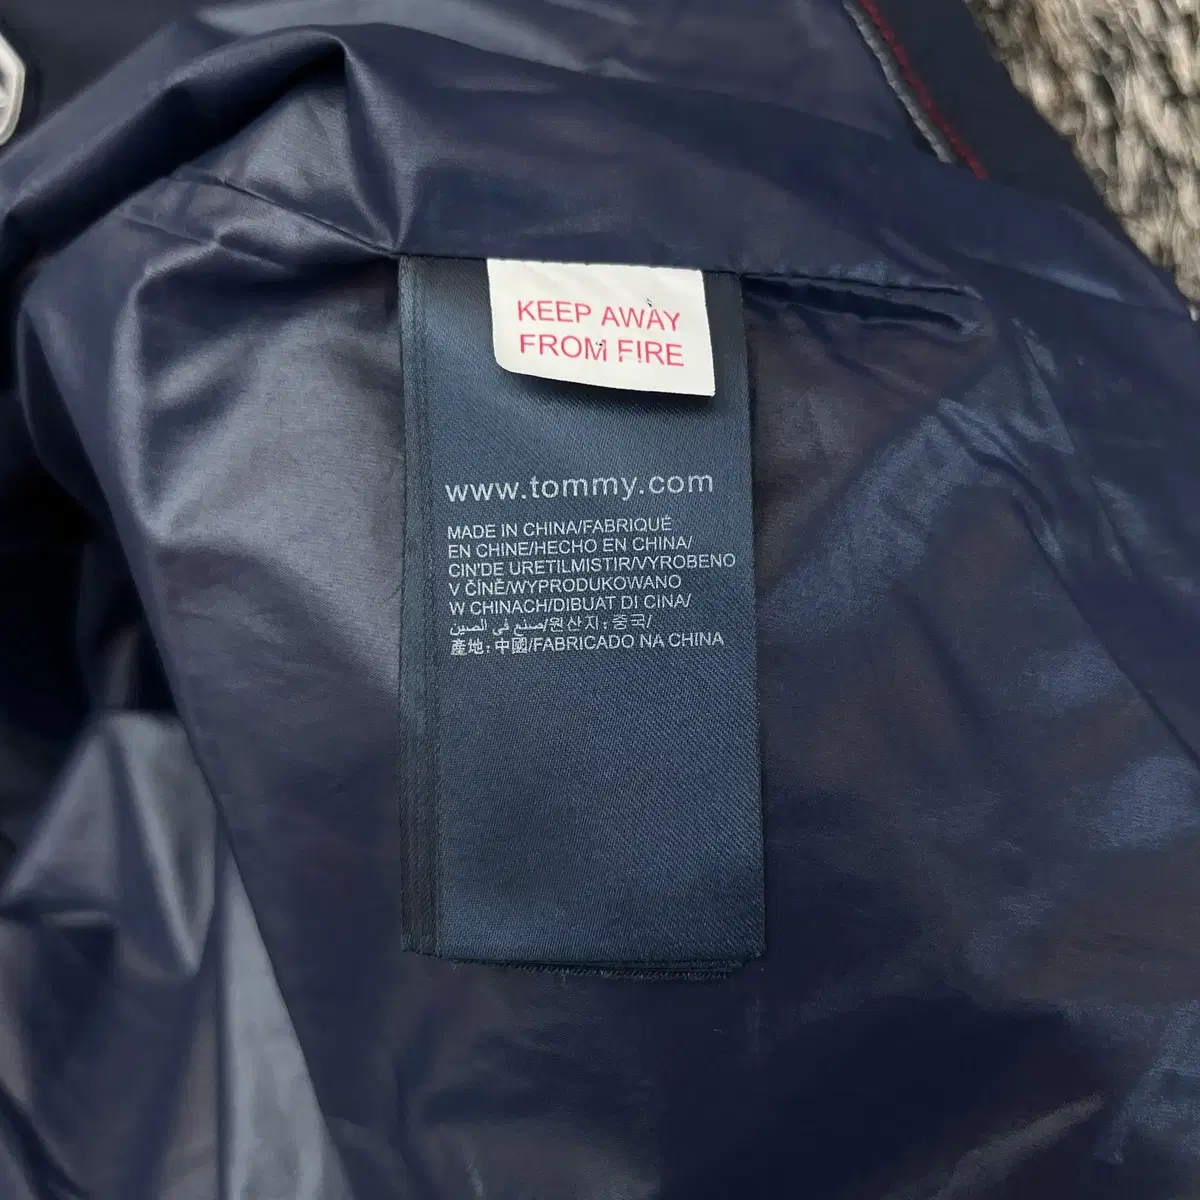 KEEP AWAY
FROM FIRE
www.tommy.com
MADE IN CHINA/FABRIQUÉ
EN CHINE/HECHO EN CHINA/
CIN'DE URETILMISTIR/VYROBENO
V ČÍNĚ/WYPRODUKOWANO
W CHINACH/DIBUAT DI CINA/
صنع في الصين/원산지: 중국/
產地: 中國/FABRICADO NA CHINA